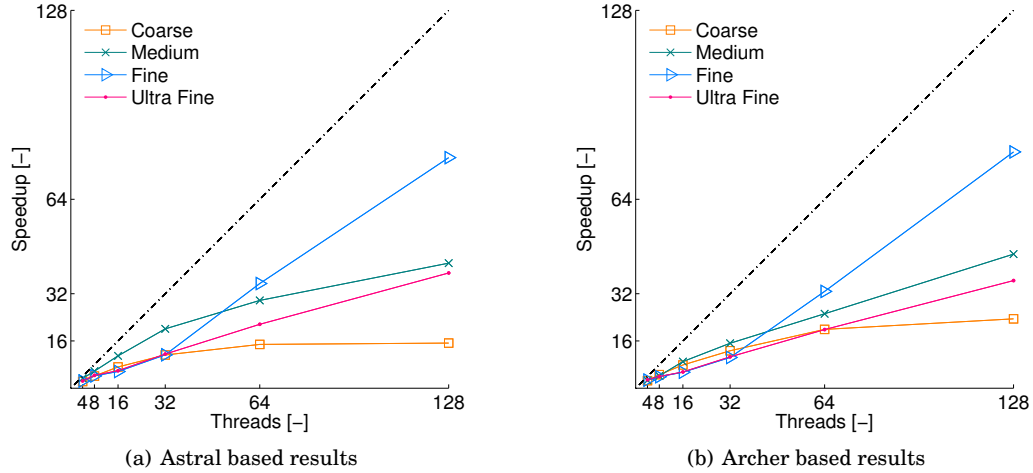 128
64
32
16
Speedup [−]
Coarse
Medium
Fine
Ultra Fine
4 8 16 32 64 128
Threads [−]
(a) Astral based results
128
64
32
16
Speedup [−]
Coarse
Medium
Fine
Ultra Fine
4 8 16 32 64 128
Threads [−]
(b) Archer based results